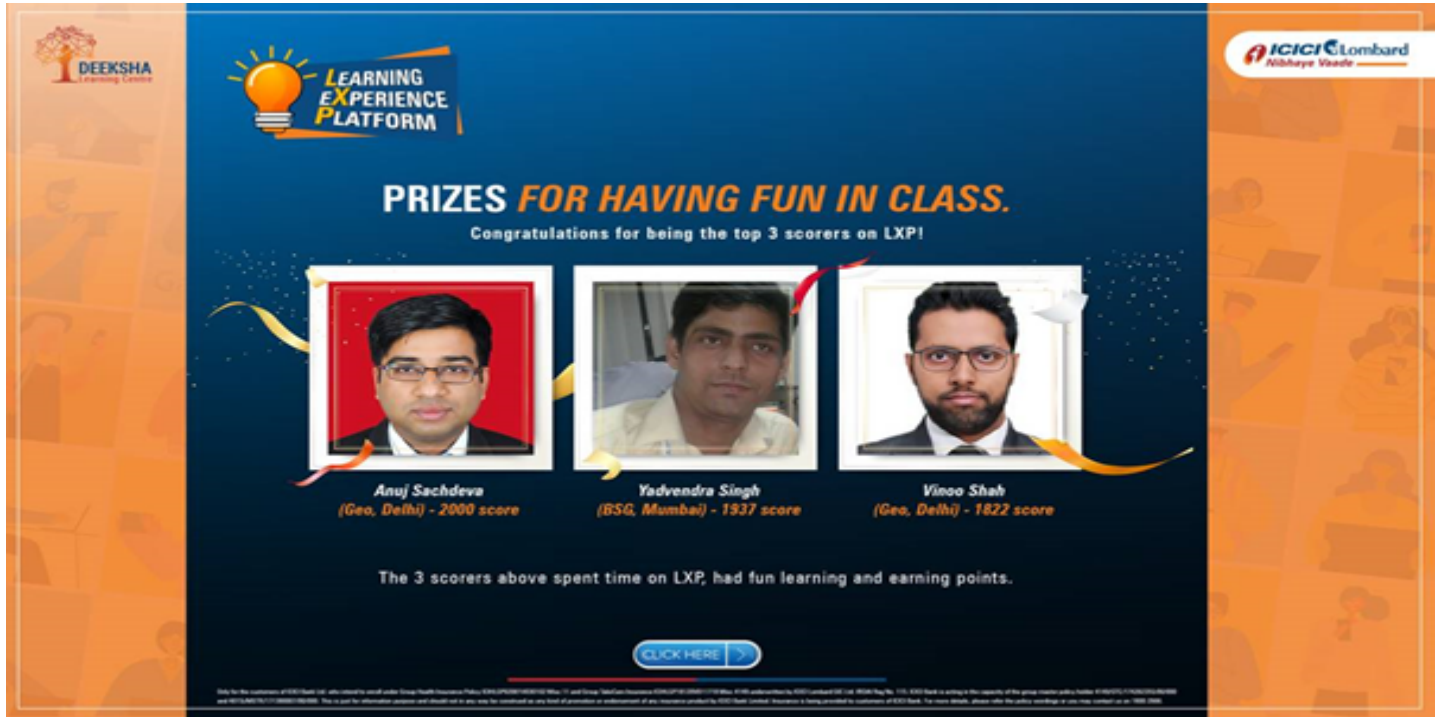 DEEKSHA
Learning Centre
LEARNING
EXPERIENCE
PLATFORM
ICICI Lombard
Nibhaye Vaade
PRIZES FOR HAVING FUN IN CLASS.
Congratulations for being the top 3 scorers on LXP!
Anuj Sachdeva
(Geo, Delhi) - 2000 score
Yadvendra Singh
(BSG, Mumbai) - 1937 score
Vinoo Shah
(Geo, Delhi) - 1822 score
The 3 scorers above spent time on LXP, had fun learning and earning points.
CLICK HERE